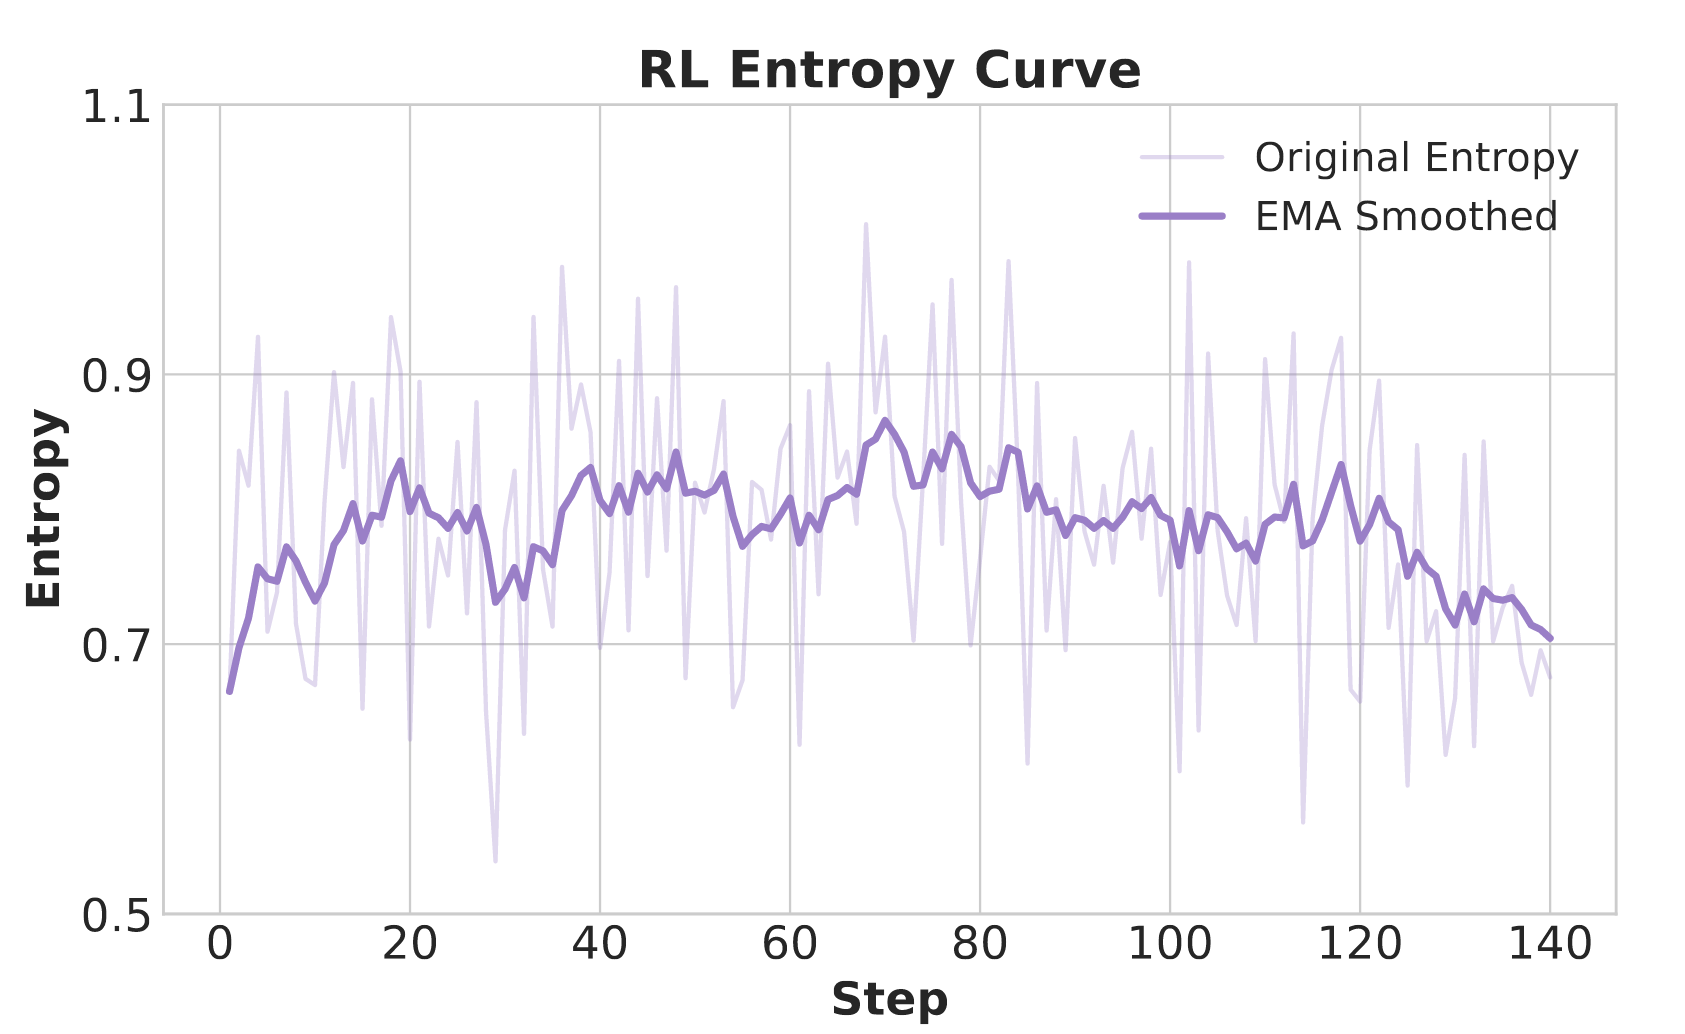 RL Entropy Curve
1.1
0.9
0.7
0.5
Entropy
Original Entropy
EMA Smoothed
0 20 40 60 80 100 120 140
Step